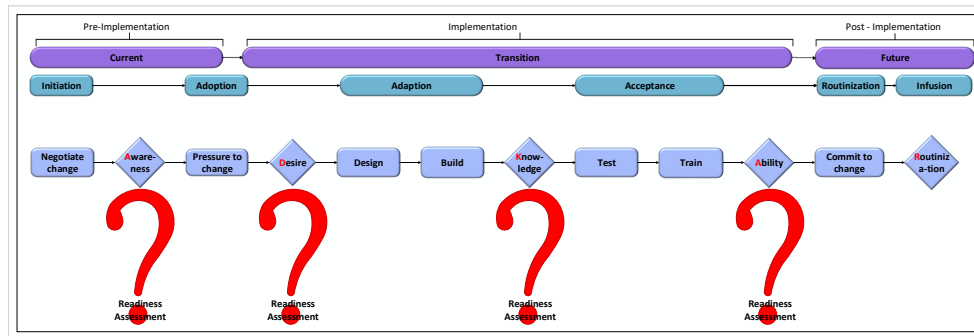 Pre-Implementation
Implementation
Post - Implementation
Current
Transition
Future
Initiation
Adoption
Adaption
Acceptance
Routinization
Infusion
Negotiate
change
Aware-
ness
Pressure to
change
Desire
Design
Build
Know-
ledge
Test
Train
Ability
Commit to
change
Routiniz
a-tion
Readiness
Assessment
Readiness
Assessment
Readiness
Assessment
Readiness
Assessment